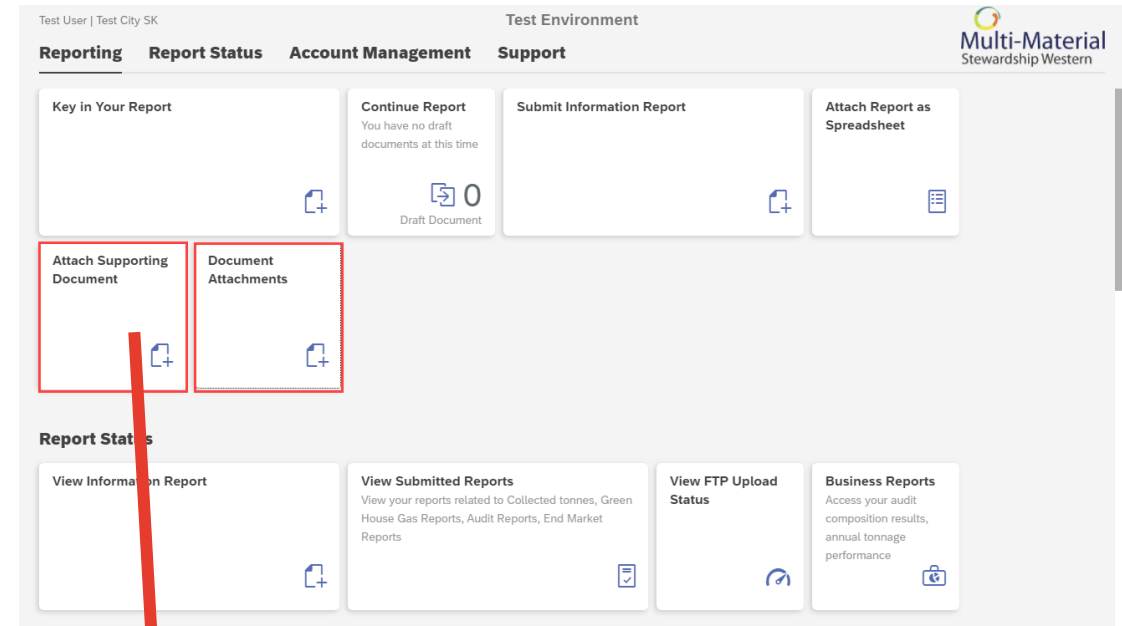 Test User | Test City SK
Test Environment
Multi-Material
Stewardship Western
Reporting Report Status Account Management Support
Key in Your Report
Continue Report
You have no draft
documents at this time
0
Draft Document
Submit Information Report
Attach Report as
Spreadsheet
Attach Supporting
Document
Document
Attachments
Report Status
View Information Report
View Submitted Reports
View your reports related to Collected tonnes, Green
House Gas Reports, Audit Reports, End Market
Reports
View FTP Upload
Status
Business Reports
Access your audit
composition results,
annual tonnage
performance